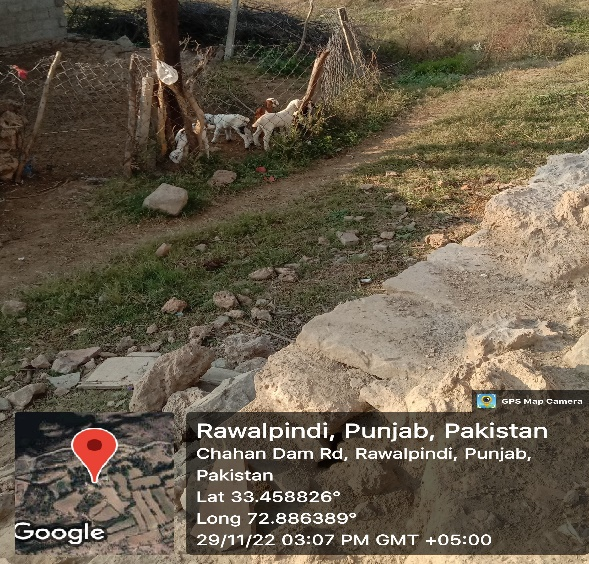 GPS Map Camera
Rawalpindi, Punjab, Pakistan
Chahan Dam Rd, Rawalpindi, Punjab,
Pakistan
Lat 33.458826°
Long 72.886389°
29/11/22 03:07 PM GMT +05:00
Google